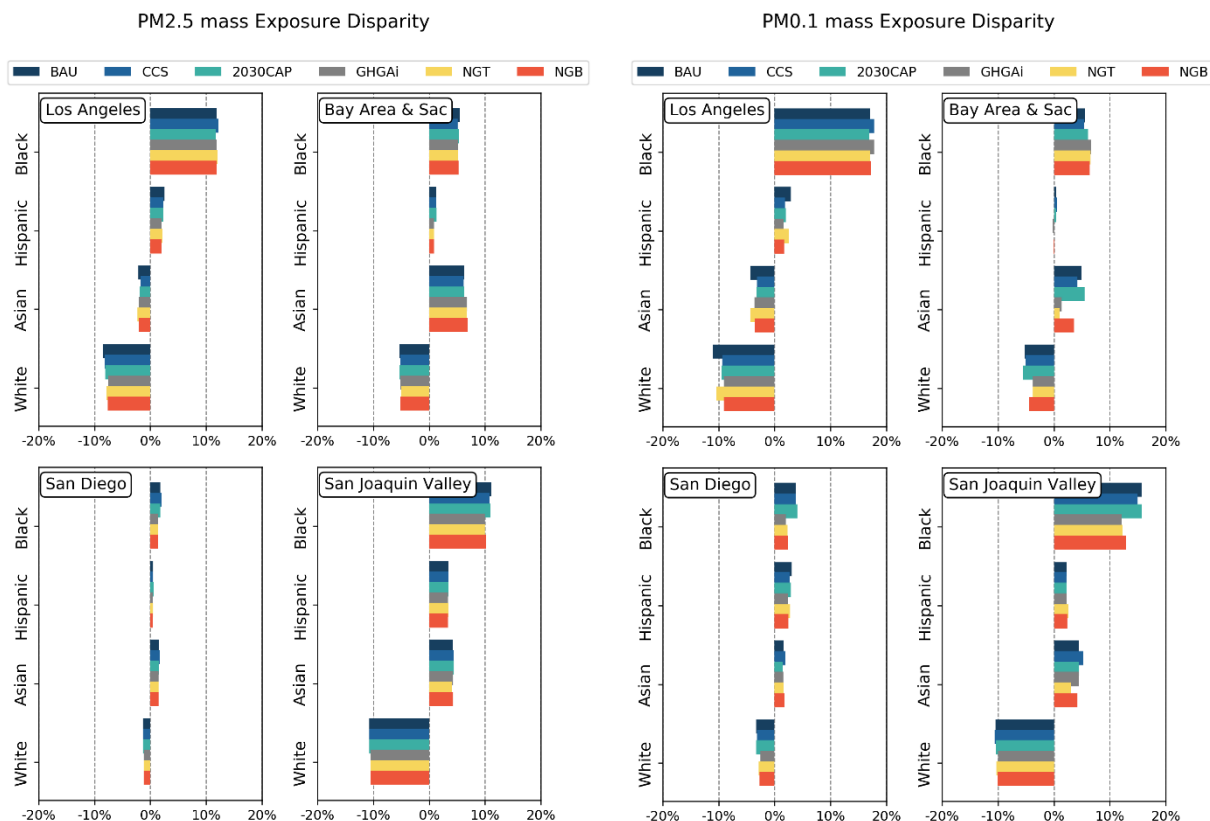 PM2.5 mass Exposure Disparity
BAU CCS 2030CAP GHGAi NGT NGB
Los Angeles
Black
Hispanic
Asian
White
-20% -10% 0% 10% 20%
Bay Area & Sac
Black
Hispanic
Asian
White
-20% -10% 0% 10% 20%
San Diego
Black
Hispanic
Asian
White
-20% -10% 0% 10% 20%
San Joaquin Valley
Black
Hispanic
Asian
White
-20% -10% 0% 10% 20%
PM0.1 mass Exposure Disparity
BAU CCS 2030CAP GHGAi NGT NGB
Los Angeles
Black
Hispanic
Asian
White
-20% -10% 0% 10% 20%
Bay Area & Sac
Black
Hispanic
Asian
White
-20% -10% 0% 10% 20%
San Diego
Black
Hispanic
Asian
White
-20% -10% 0% 10% 20%
San Joaquin Valley
Black
Hispanic
Asian
White
-20% -10% 0% 10% 20%